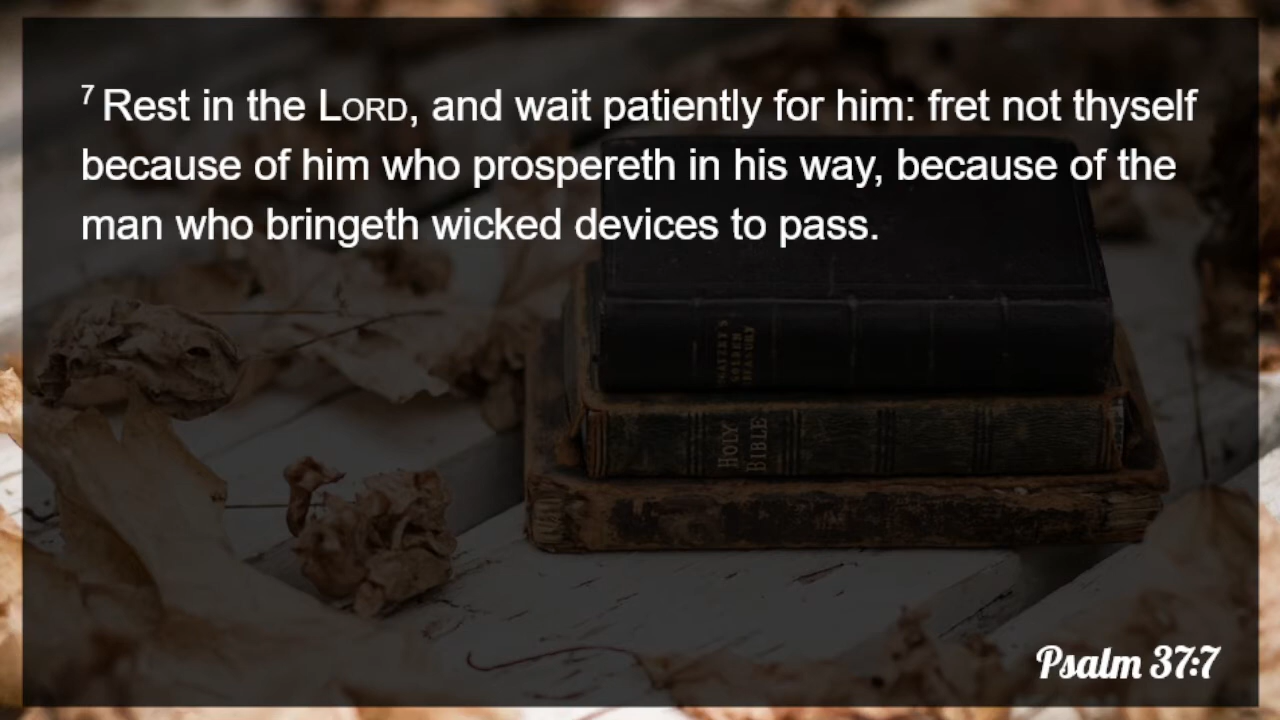 7 Rest in the LORD, and wait patiently for him: fret not thyself
because of him who prospereth in his way, because of the
man who bringeth wicked devices to pass.
HOLY
BIBLE
Psalm 37:7